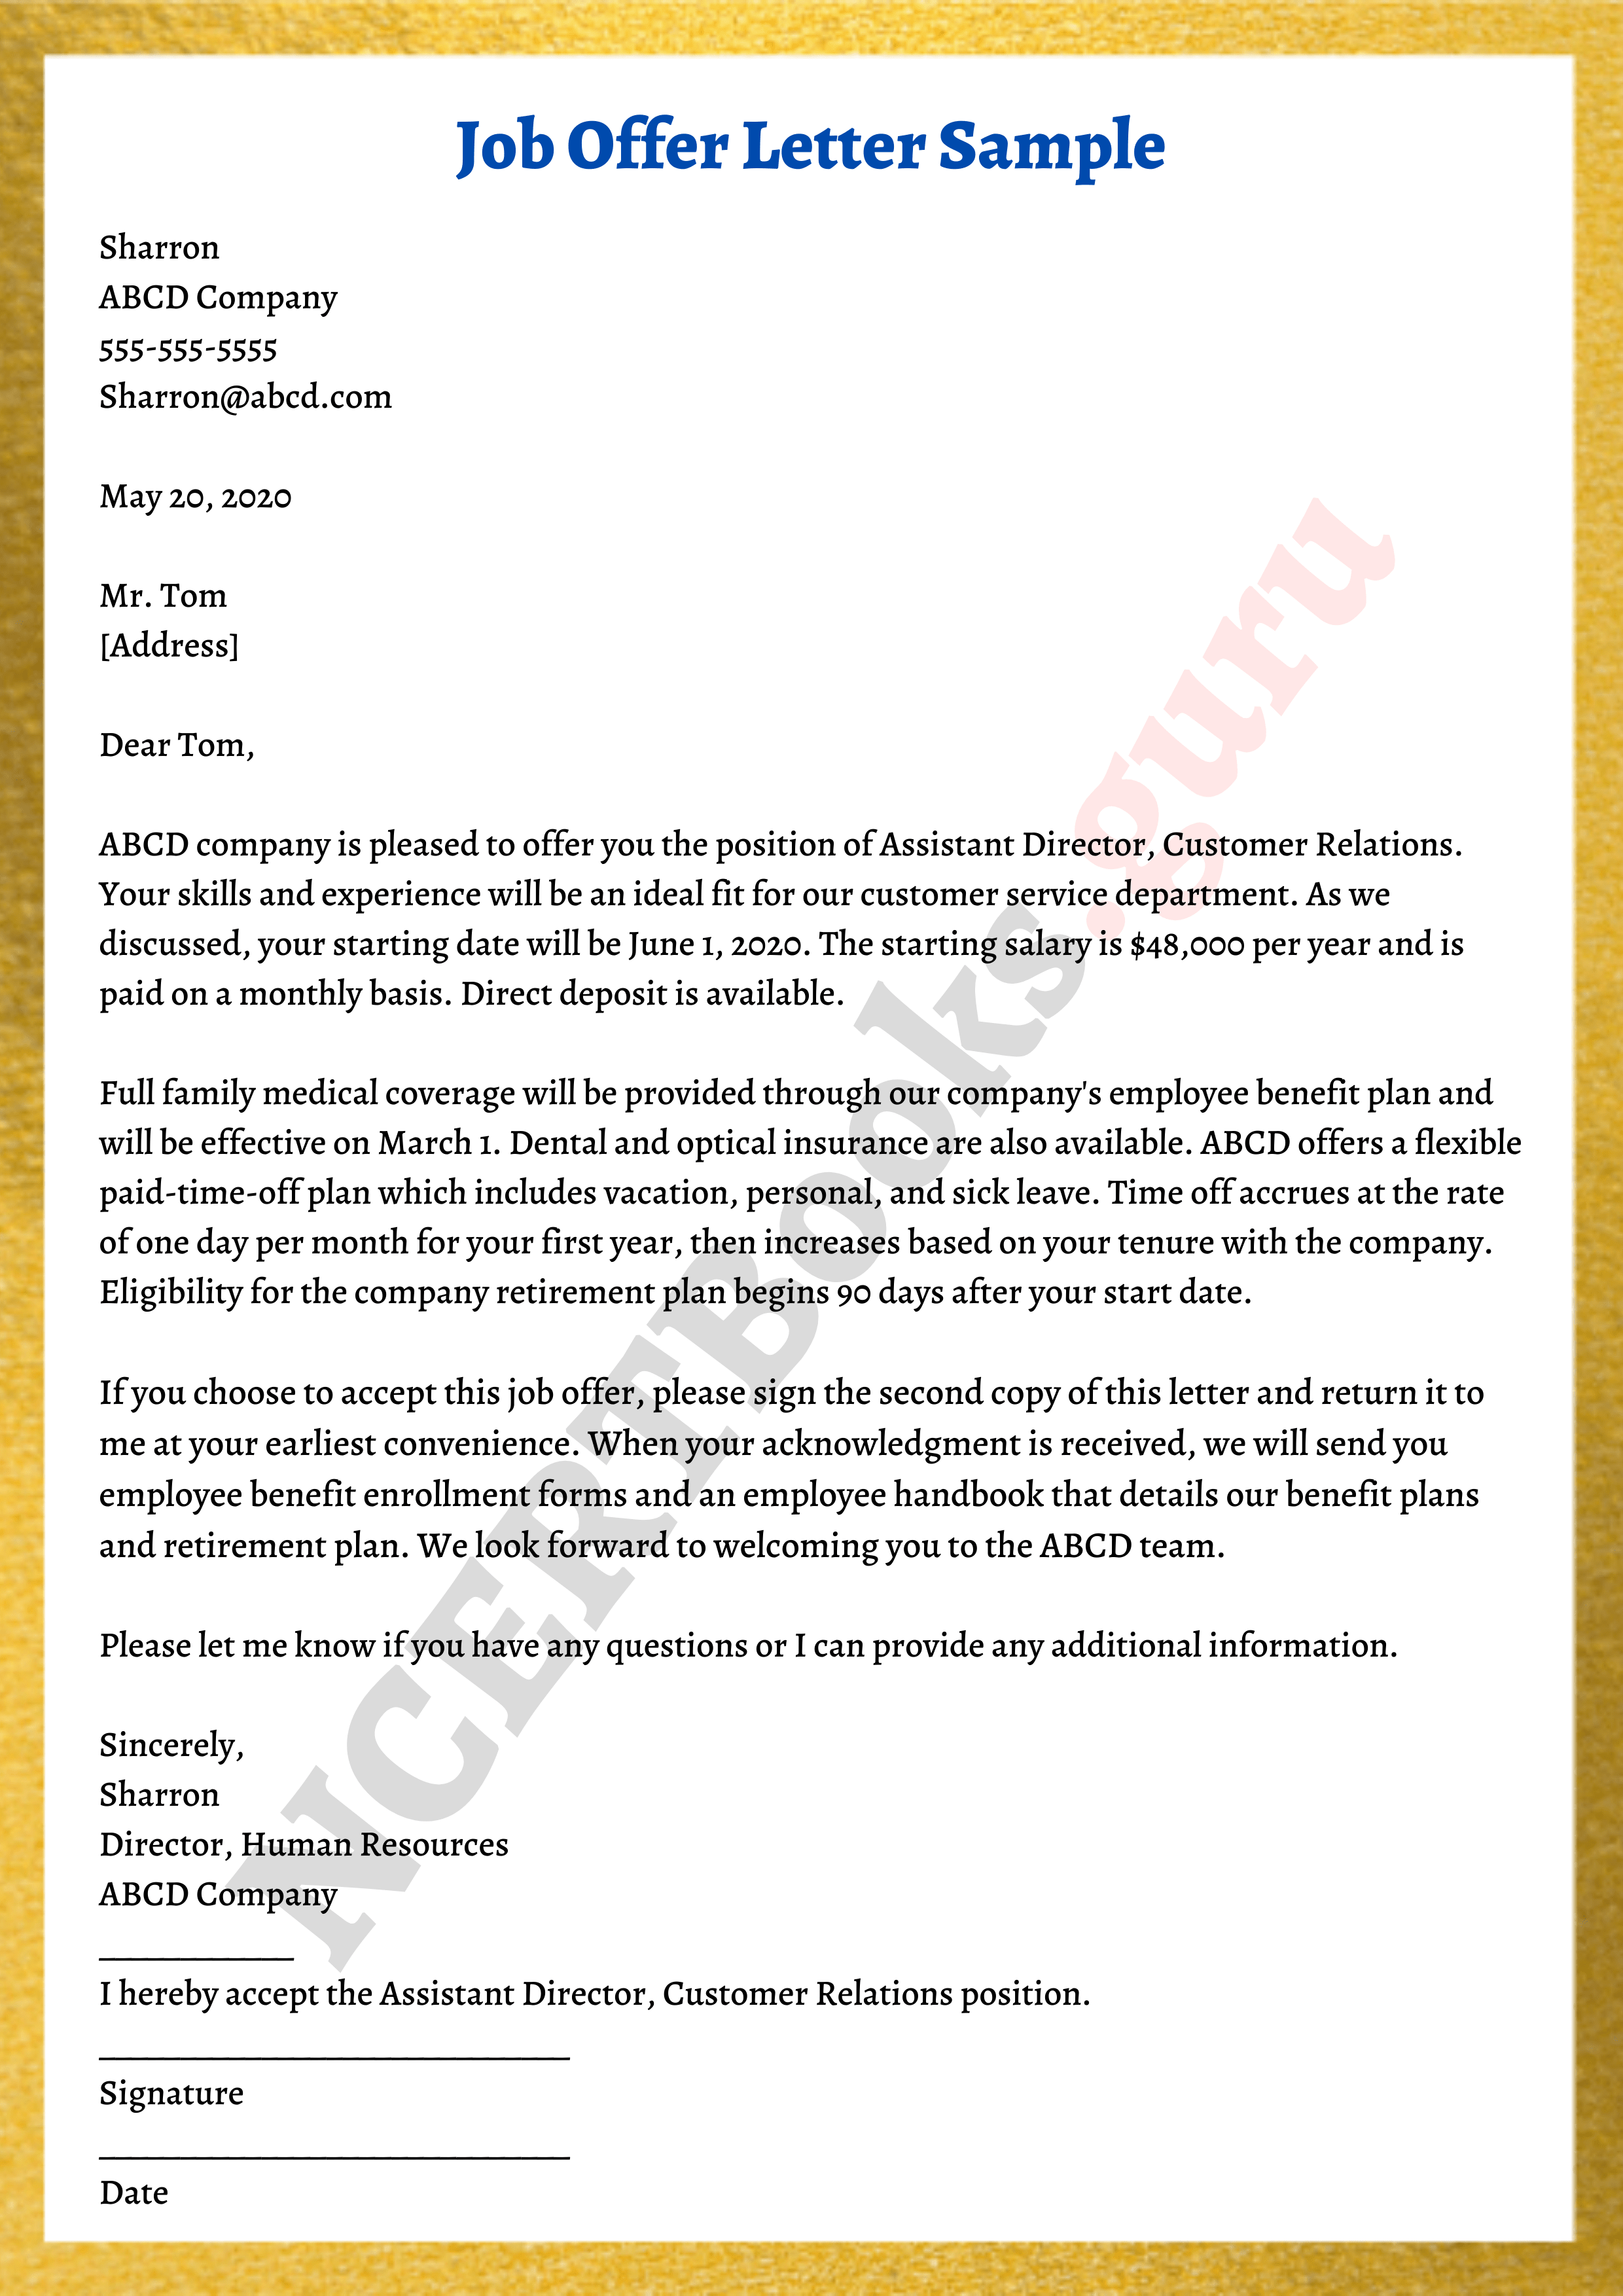 Job Offer Letter Sample
Sharron
ABCD Company
555-555-5555
Sharron@abcd.com
May 20, 2020
Mr. Tom
[Address]
Dear Tom,
ABCD company is pleased to offer you the position of Assistant Director, Customer Relations.
Your skills and experience will be an ideal fit for our customer service department. As we
discussed, your starting date will be June 1, 2020. The starting salary is $48,000 per year and is
paid on a monthly basis. Direct deposit is available.
Full family medical coverage will be provided through our company's employee benefit plan and
will be effective on March 1. Dental and optical insurance are also available. ABCD offers a flexible
paid-time-off plan which includes vacation, personal, and sick leave. Time off accrues at the rate
of one day per month for your first year, then increases based on your tenure with the company.
Eligibility for the company retirement plan begins 90 days after your start date.
If you choose to accept this job offer, please sign the second copy of this letter and return it to
me at your earliest convenience. When your acknowledgment is received, we will send you
employee benefit enrollment forms and an employee handbook that details our benefit plans
and retirement plan. We look forward to welcoming you to the ABCD team.
Please let me know if you have any questions or I can provide any additional information.
Sincerely,
Sharron
Director, Human Resources
ABCD Company
____________
I hereby accept the Assistant Director, Customer Relations position.
_____________________________
Signature
_____________________________
Date
NCERTBooks.guru